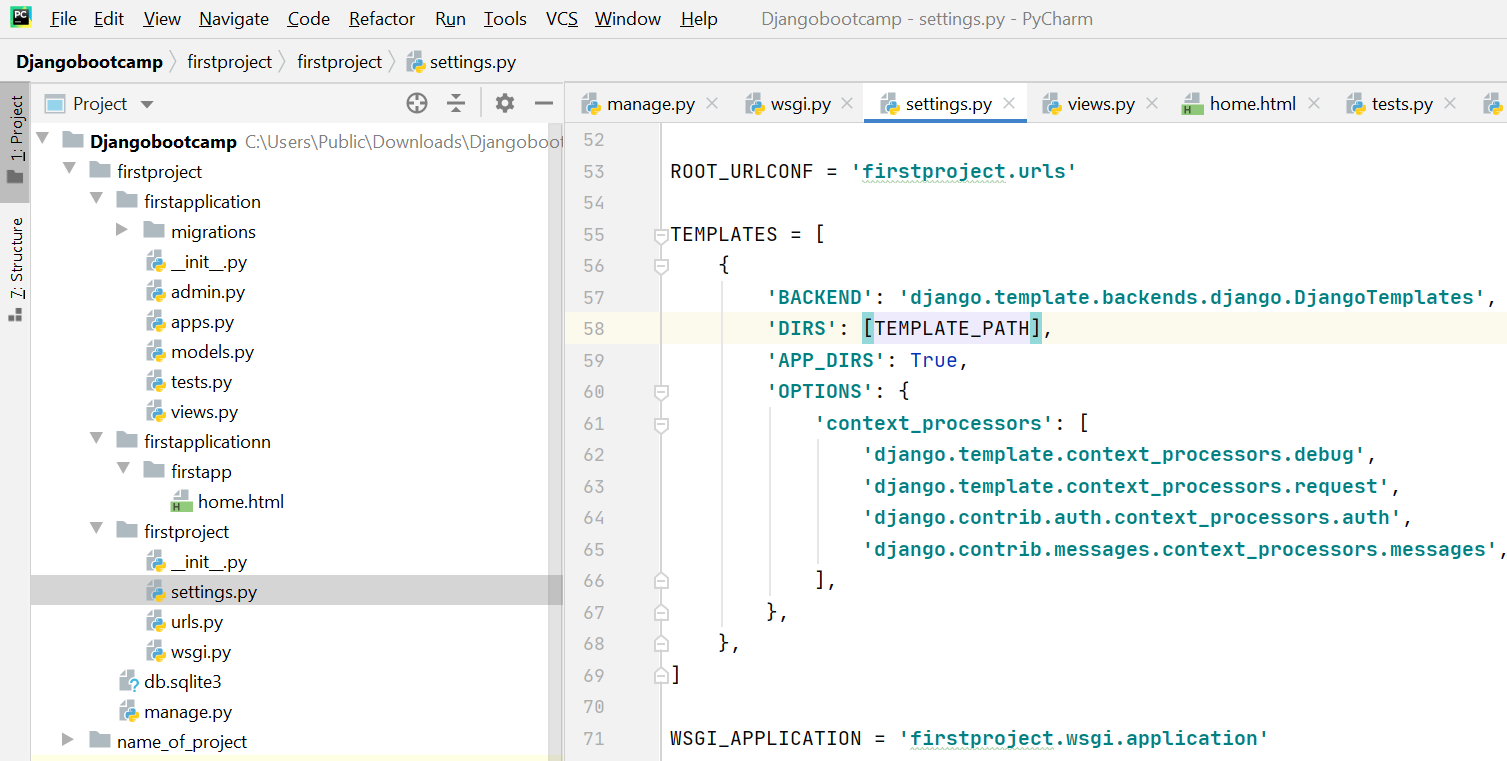 PC File Edit View Navigate Code Refactor Run Tools VCS Window Help Djangobootcamp - settings.py - PyCharm
Djangobootcamp firstproject firstproject settings.py
1: Project
Z: Structure
Project
Djangobootcamp C:\Users\Public\Downloads\Djangoboot
firstproject
firstapplication
migrations
__init__.py
admin.py
apps.py
models.py
tests.py
views.py
firstapplicationn
firstapp
home.html
firstproject
__init__.py
settings.py
urls.py
wsgi.py
db.sqlite3
manage.py
name_of_project
manage.py wsgi.py settings.py views.py home.html tests.py
52
53 ROOT_URLCONF = 'firstproject.urls'
54
55 TEMPLATES = [
56 {
57 'BACKEND': 'django.template.backends.django.DjangoTemplates',
58 'DIRS': [TEMPLATE_PATH],
59 'APP_DIRS': True,
60 'OPTIONS': {
61 'context_processors': [
62 'django.template.context_processors.debug',
63 'django.template.context_processors.request',
64 'django.contrib.auth.context_processors.auth',
65 'django.contrib.messages.context_processors.messages',
66 ],
67 },
68 },
69 ]
70
71 WSGI_APPLICATION = 'firstproject.wsgi.application'